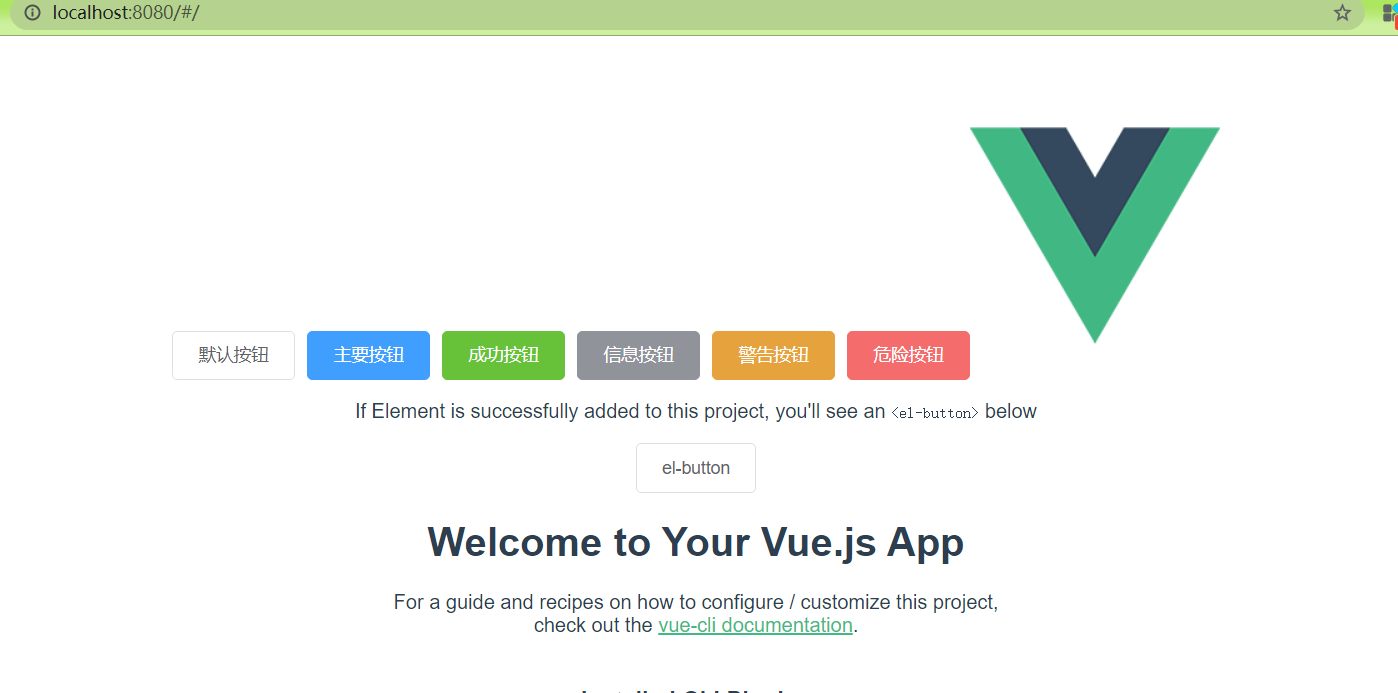 localhost:8080/#/
默认按钮 主要按钮 成功按钮 信息按钮 警告按钮 危险按钮
If Element is successfully added to this project, you'll see an <el-button> below
el-button
Welcome to Your Vue.js App
For a guide and recipes on how to configure / customize this project,
check out the vue-cli documentation.